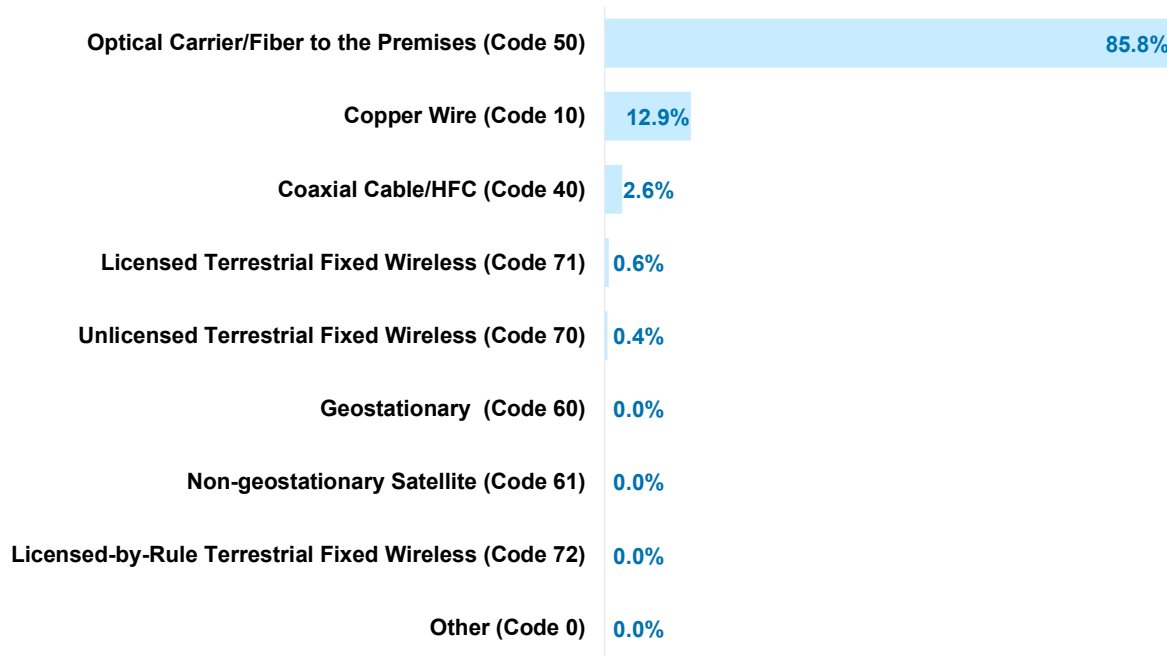 Optical Carrier/Fiber to the Premises (Code 50) 85.8%
Copper Wire (Code 10) 12.9%
Coaxial Cable/HFC (Code 40) 2.6%
Licensed Terrestrial Fixed Wireless (Code 71) 0.6%
Unlicensed Terrestrial Fixed Wireless (Code 70) 0.4%
Geostationary (Code 60) 0.0%
Non-geostationary Satellite (Code 61) 0.0%
Licensed-by-Rule Terrestrial Fixed Wireless (Code 72) 0.0%
Other (Code 0) 0.0%